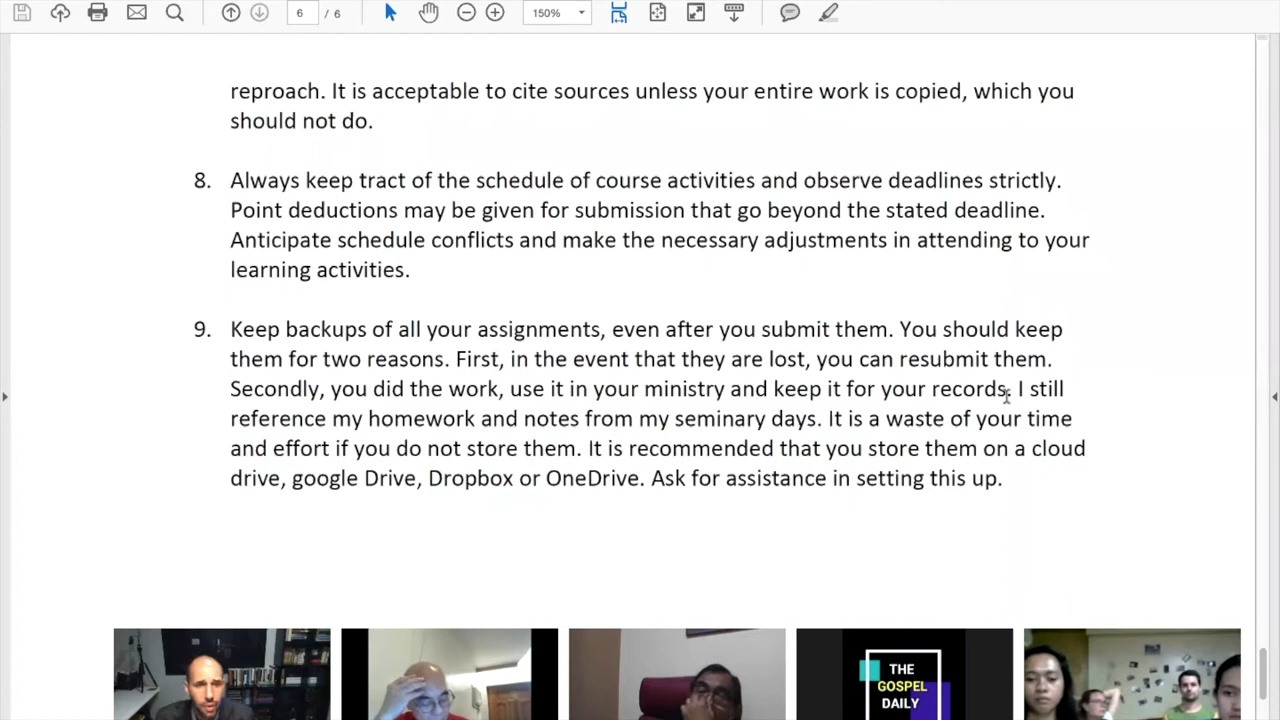 6 / 6
150%
reproach. It is acceptable to cite sources unless your entire work is copied, which you
should not do.
8. Always keep tract of the schedule of course activities and observe deadlines strictly.
Point deductions may be given for submission that go beyond the stated deadline.
Anticipate schedule conflicts and make the necessary adjustments in attending to your
learning activities.
9. Keep backups of all your assignments, even after you submit them. You should keep
them for two reasons. First, in the event that they are lost, you can resubmit them.
Secondly, you did the work, use it in your ministry and keep it for your records. I still
reference my homework and notes from my seminary days. It is a waste of your time
and effort if you do not store them. It is recommended that you store them on a cloud
drive, google Drive, Dropbox or OneDrive. Ask for assistance in setting this up.
THE
GOSPEL
DAILY